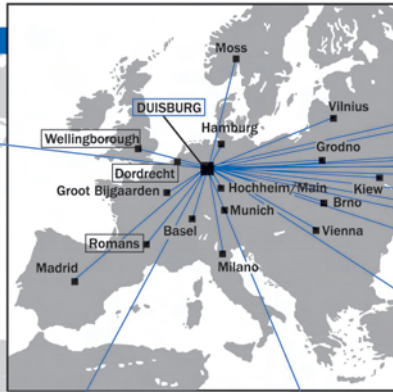 Moss
DUISBURG
Vilnius
Hamburg
Wellingborough
Grodno
Dordrecht
Groot Bijgaarden
Hochheim/Main
Kiew
Munich
Brno
Basel
Vienna
Romans
Milano
Madrid